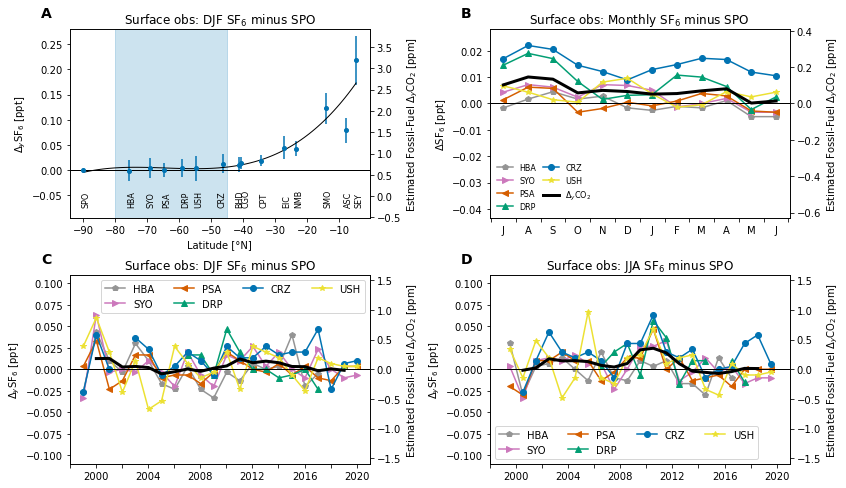 A
Surface obs: DJF SF6 minus SPO
0.25
0.20
0.15
0.10
0.05
0.00
−0.05
ΔySF6 [ppt]
3.5
3.0
2.5
2.0
1.5
1.0
0.5
0.0
−0.5
Estimated Fossil-Fuel ΔyCO2 [ppm]
SPO HBA SYO PSA DRP USH CRZ BHD CGO CPT EIC NMB SMO ASC SEY
−90 −80 −70 −60 −50 −40 −30 −20 −10
Latitude [°N]
B
Surface obs: Monthly SF6 minus SPO
0.02
0.01
0.00
−0.01
−0.02
−0.03
−0.04
ΔSF6 [ppt]
0.4
0.2
0.0
−0.2
−0.4
−0.6
Estimated Fossil-Fuel ΔyCO2 [ppm]
HBA CRZ
SYO USH
PSA ΔyCO2
DRP
J A S O N D J F M A M J
C
Surface obs: DJF SF6 minus SPO
0.100
0.075
0.050
0.025
0.000
−0.025
−0.050
−0.075
−0.100
ΔySF6 [ppt]
1.5
1.0
0.5
0.0
−0.5
−1.0
−1.5
Estimated Fossil-Fuel ΔyCO2 [ppm]
HBA PSA CRZ USH
SYO DRP
2000 2004 2008 2012 2016 2020
D
Surface obs: JJA SF6 minus SPO
0.100
0.075
0.050
0.025
0.000
−0.025
−0.050
−0.075
−0.100
ΔySF6 [ppt]
1.5
1.0
0.5
0.0
−0.5
−1.0
−1.5
Estimated Fossil-Fuel ΔyCO2 [ppm]
HBA PSA CRZ USH
SYO DRP
2000 2004 2008 2012 2016 2020